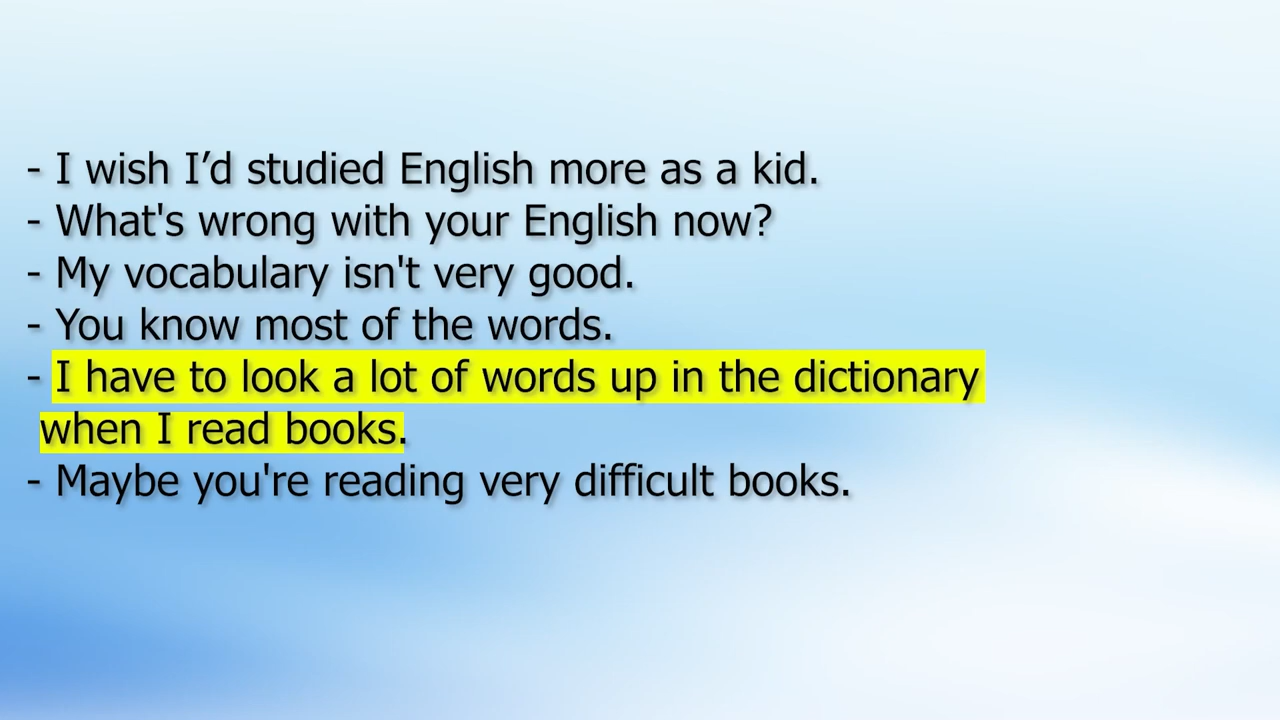 - I wish I’d studied English more as a kid.
- What's wrong with your English now?
- My vocabulary isn't very good.
- You know most of the words.
- I have to look a lot of words up in the dictionary
when I read books.
- Maybe you're reading very difficult books.